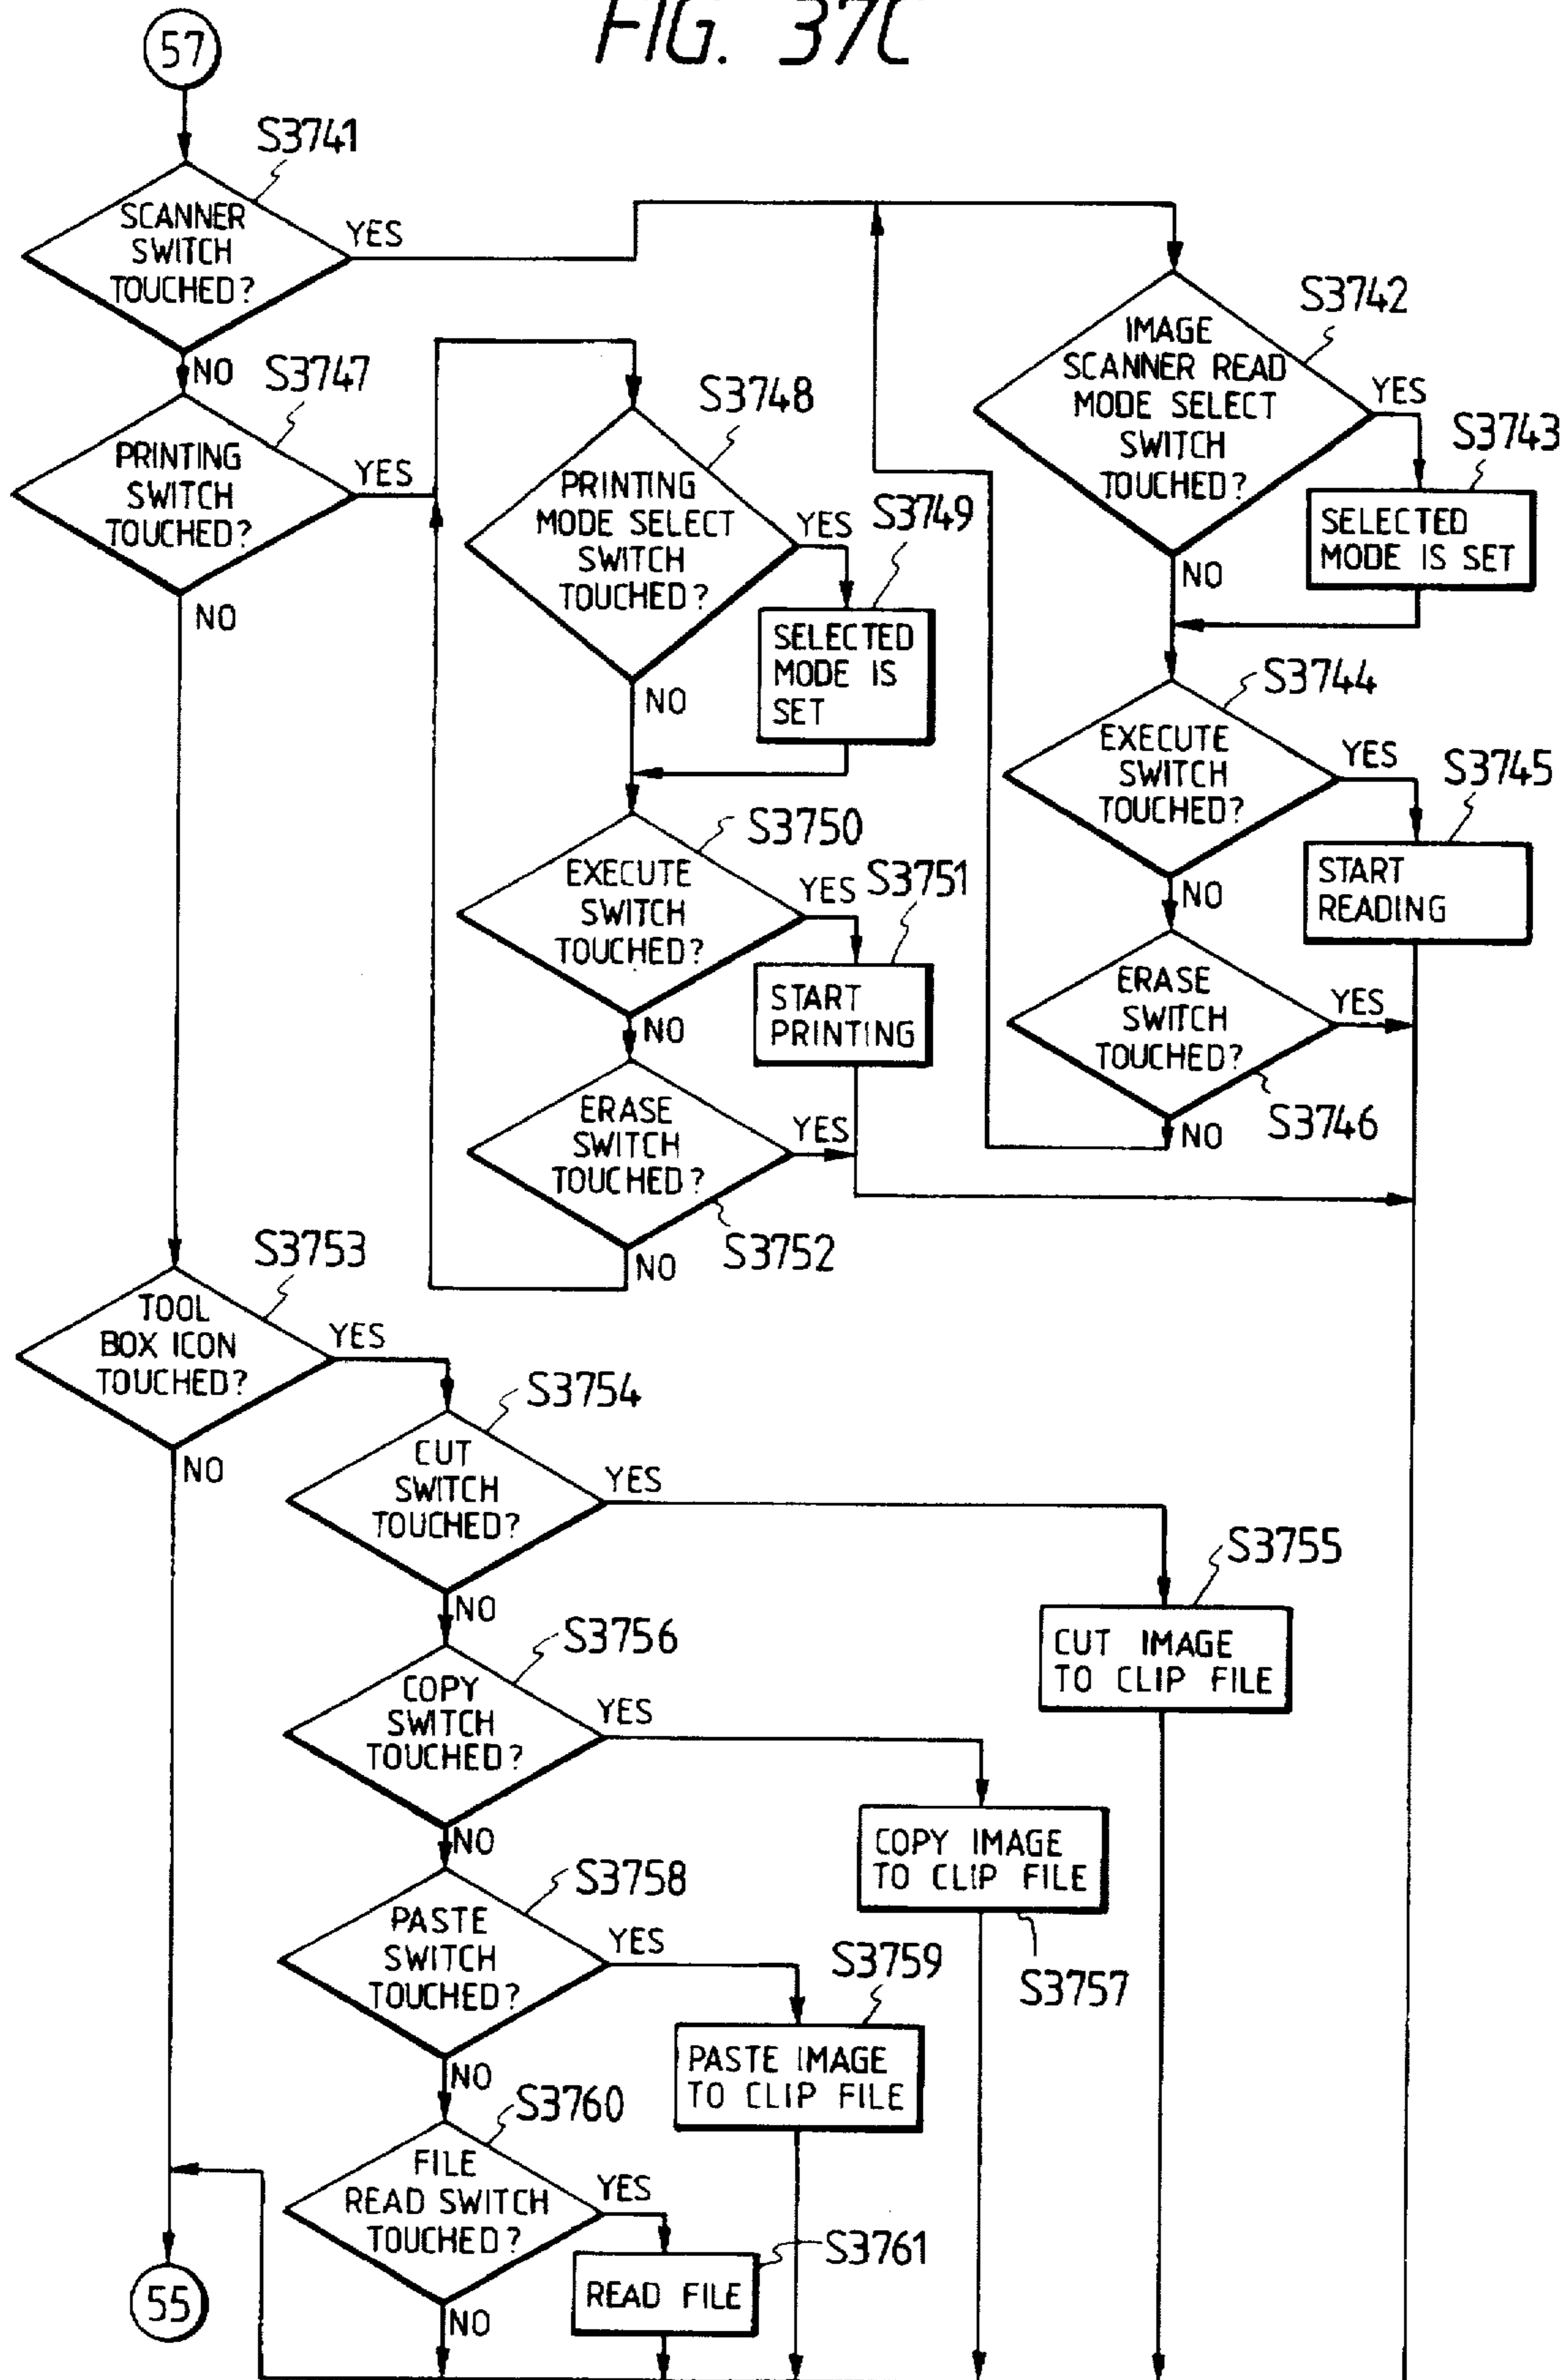 FIG. 37C
57
S3741
SCANNER
SWITCH
TOUCHED?
YES
NO
S3742
IMAGE
SCANNER READ
MODE SELECT
SWITCH
TOUCHED?
YES
NO
S3743
SELECTED
MODE IS SET
S3744
EXECUTE
SWITCH
TOUCHED?
YES
NO
S3745
START
READING
ERASE
SWITCH
TOUCHED?
YES
NO
S3746
S3747
PRINTING
SWITCH
TOUCHED?
YES
NO
S3748
PRINTING
MODE SELECT
SWITCH
TOUCHED?
YES
NO
S3749
SELECTED
MODE IS
SET
S3750
EXECUTE
SWITCH
TOUCHED?
YES
NO
S3751
START
PRINTING
ERASE
SWITCH
TOUCHED?
YES
NO
S3752
S3753
TOOL
BOX ICON
TOUCHED?
YES
NO
S3754
CUT
SWITCH
TOUCHED?
YES
NO
S3755
CUT IMAGE
TO CLIP FILE
S3756
COPY
SWITCH
TOUCHED?
YES
NO
COPY IMAGE
TO CLIP FILE
S3757
S3758
PASTE
SWITCH
TOUCHED?
YES
NO
S3759
PASTE IMAGE
TO CLIP FILE
S3760
FILE
READ SWITCH
TOUCHED?
YES
NO
S3761
READ FILE
55